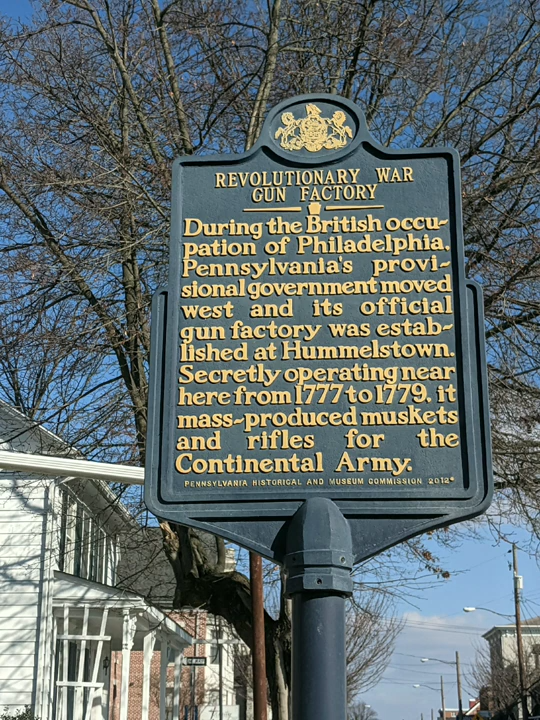 REVOLUTIONARY WAR
GUN FACTORY
During the British occu-
pation of Philadelphia,
Pennsylvania's provi-
sional government moved
west and its official
gun factory was estab-
lished at Hummelstown.
Secretly operating near
here from 1777 to 1779, it
mass-produced muskets
and rifles for the
Continental Army.
PENNSYLVANIA HISTORICAL AND MUSEUM COMMISSION 2012